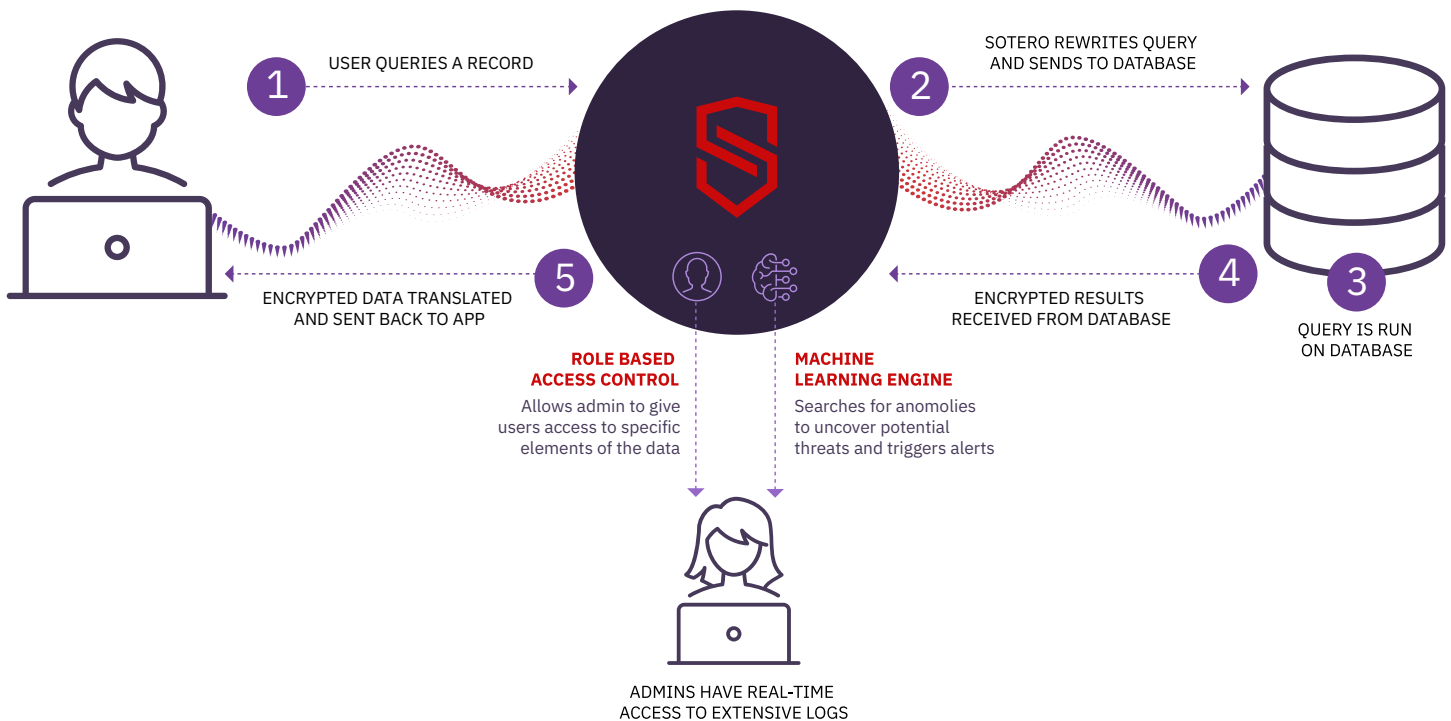 1
USER QUERIES A RECORD
2
SOTERO REWRITES QUERY
AND SENDS TO DATABASE
3
QUERY IS RUN
ON DATABASE
4
ENCRYPTED RESULTS
RECEIVED FROM DATABASE
5
ENCRYPTED DATA TRANSLATED
AND SENT BACK TO APP
ROLE BASED
ACCESS CONTROL
Allows admin to give
users access to specific
elements of the data
MACHINE
LEARNING ENGINE
Searches for anomolies
to uncover potential
threats and triggers alerts
ADMINS HAVE REAL-TIME
ACCESS TO EXTENSIVE LOGS